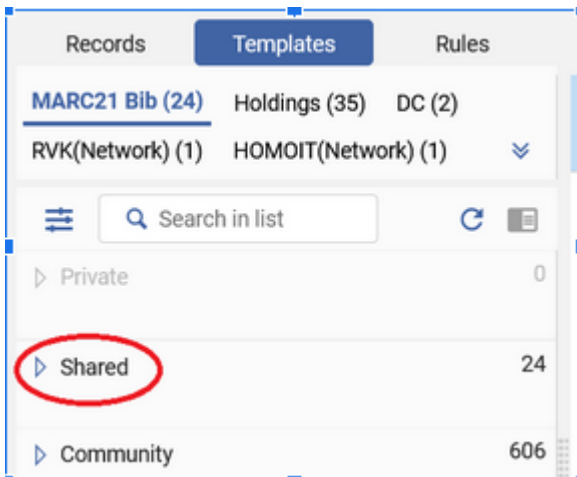 Records Templates Rules
MARC21 Bib (24) Holdings (35) DC (2)
RVK(Network) (1) HOMOIT(Network) (1)
Search in list
Private 0
Shared 24
Community 606